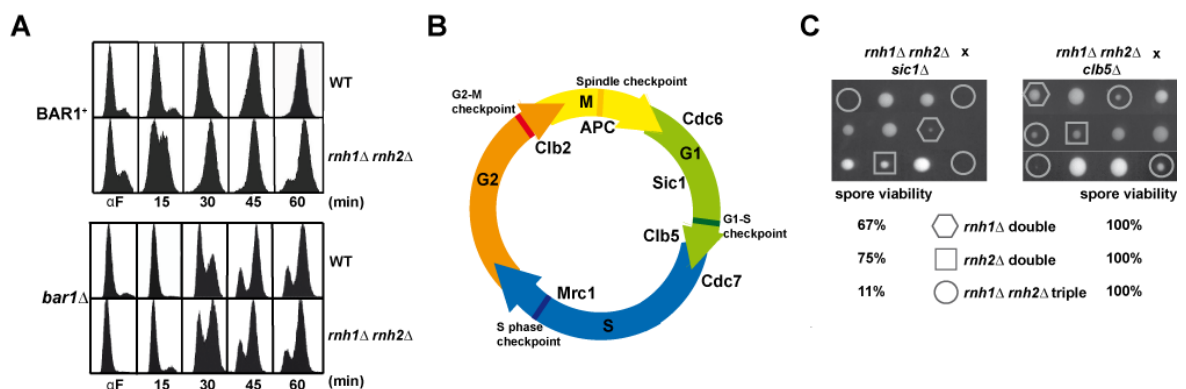 A
BAR1⁺
WT
rnh1Δ rnh2Δ
αF 15 30 45 60 (min)
bar1Δ
WT
rnh1Δ rnh2Δ
αF 15 30 45 60 (min)
B
Spindle checkpoint
G2-M
checkpoint
M
APC
Cdc6
Clb2
G1
G2
Sic1
G1-S
checkpoint
Clb5
Cdc7
Mrc1
S phase
checkpoint
S
C
rnh1Δ rnh2Δ x
sic1Δ
rnh1Δ rnh2Δ x
clb5Δ
spore viability spore viability
67% rnh1Δ double 100%
75% rnh2Δ double 100%
11% rnh1Δ rnh2Δ triple 100%